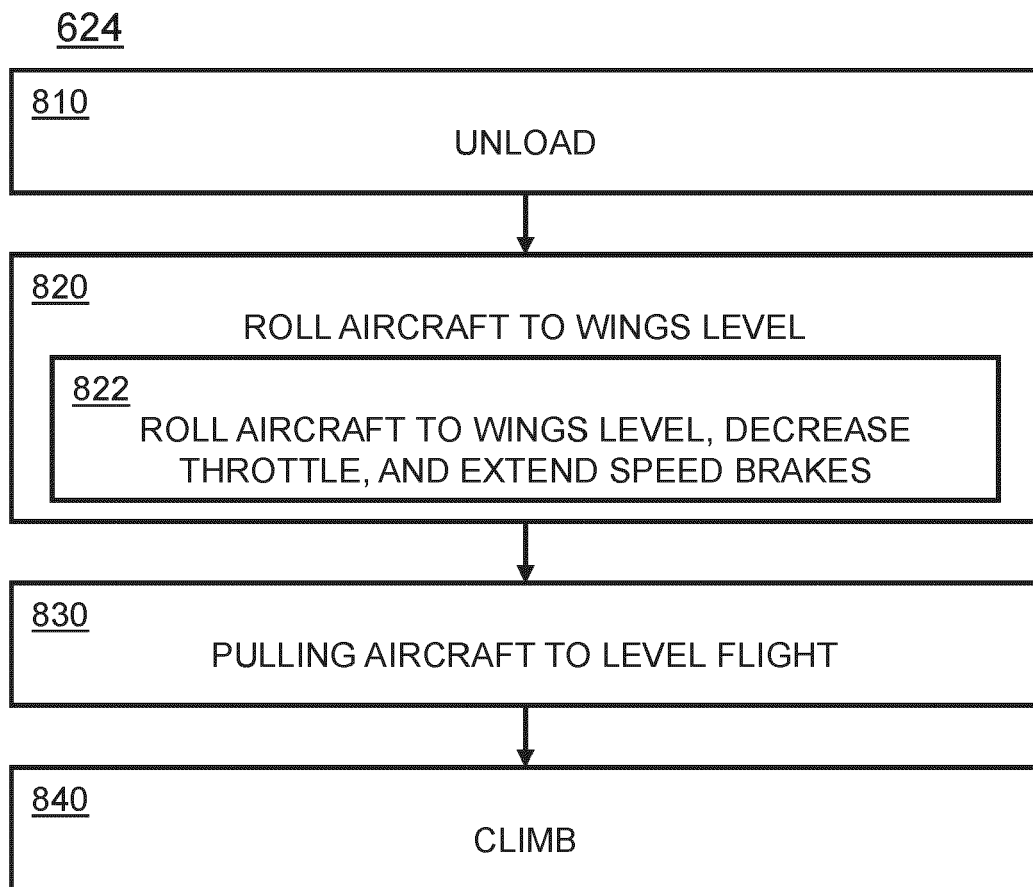 624
810
UNLOAD
820
ROLL AIRCRAFT TO WINGS LEVEL
822
ROLL AIRCRAFT TO WINGS LEVEL, DECREASE
THROTTLE, AND EXTEND SPEED BRAKES
830
PULLING AIRCRAFT TO LEVEL FLIGHT
840
CLIMB